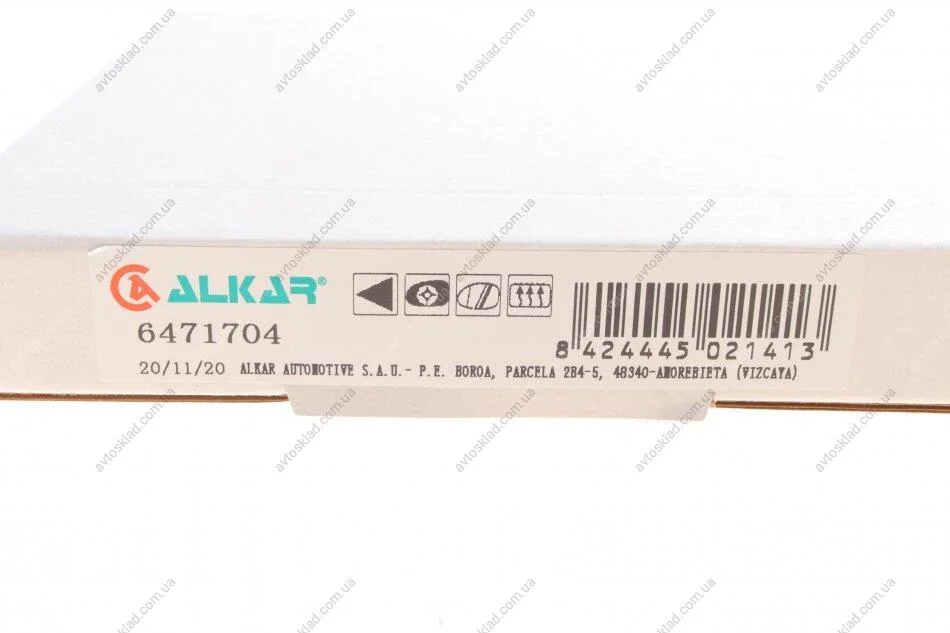 ALKAR®
6471704
8 424445 021413
20/11/20 ALKAR AUTOMOTIVE S.A.U.- P.E. BOROA, PARCELA 2B4-5, 48340-AMOREBIETA (VIZCAYA)
avtosklad.com.ua